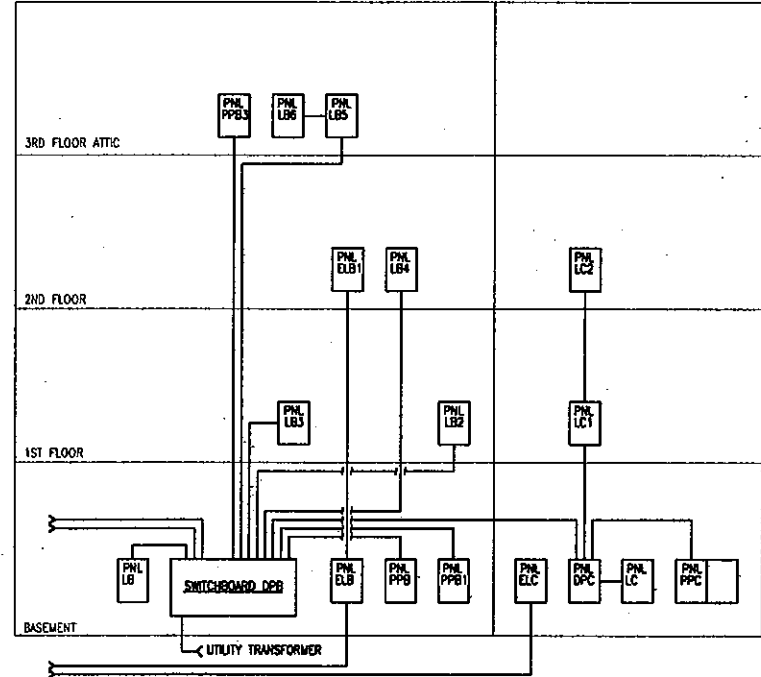 PNL
PPB3
PNL
LB6
PNL
LB5
3RD FLOOR ATTIC
PNL
ELB1
PNL
LB4
PNL
LC2
2ND FLOOR
PNL
LB3
PNL
LB2
PNL
LC1
1ST FLOOR
PNL
LB
SWITCHBOARD DPB
PNL
ELB
PNL
PPB
PNL
PPB1
PNL
ELC
PNL
DPC
PNL
LC
PNL
PPC
BASEMENT
UTILITY TRANSFORMER